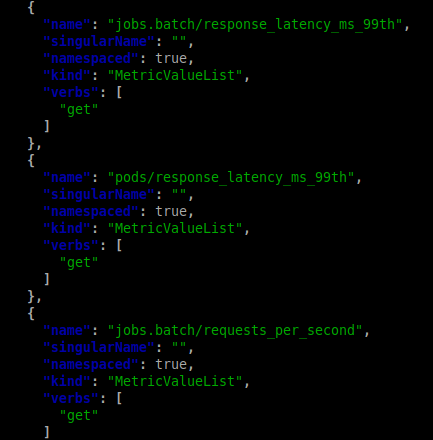 {
"name": "jobs.batch/response_latency_ms_99th",
"singularName": "",
"namespaced": true,
"kind": "MetricValueList",
"verbs": [
"get"
]
},
{
"name": "pods/response_latency_ms_99th",
"singularName": "",
"namespaced": true,
"kind": "MetricValueList",
"verbs": [
"get"
]
},
{
"name": "jobs.batch/requests_per_second",
"singularName": "",
"namespaced": true,
"kind": "MetricValueList",
"verbs": [
"get"
]